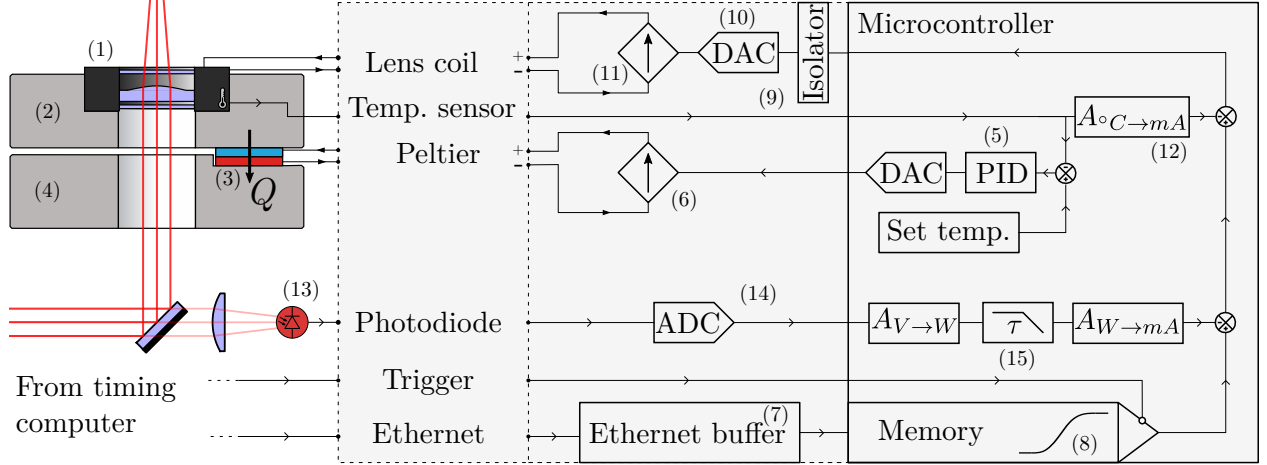 Microcontroller
(1)
(10)
+
Lens coil
DAC
Isolator
-
(11)
(2)
Temp. sensor
(9)
A°C→mA
(5)
(12)
+
Peltier
-
(3)
Q
(4)
(6)
DAC
PID
Set temp.
(13)
(14)
Photodiode
ADC
A_{V→W}
τ
A_{W→mA}
(15)
From timing
computer
Trigger
Ethernet
Ethernet buffer
(7)
Memory
(8)